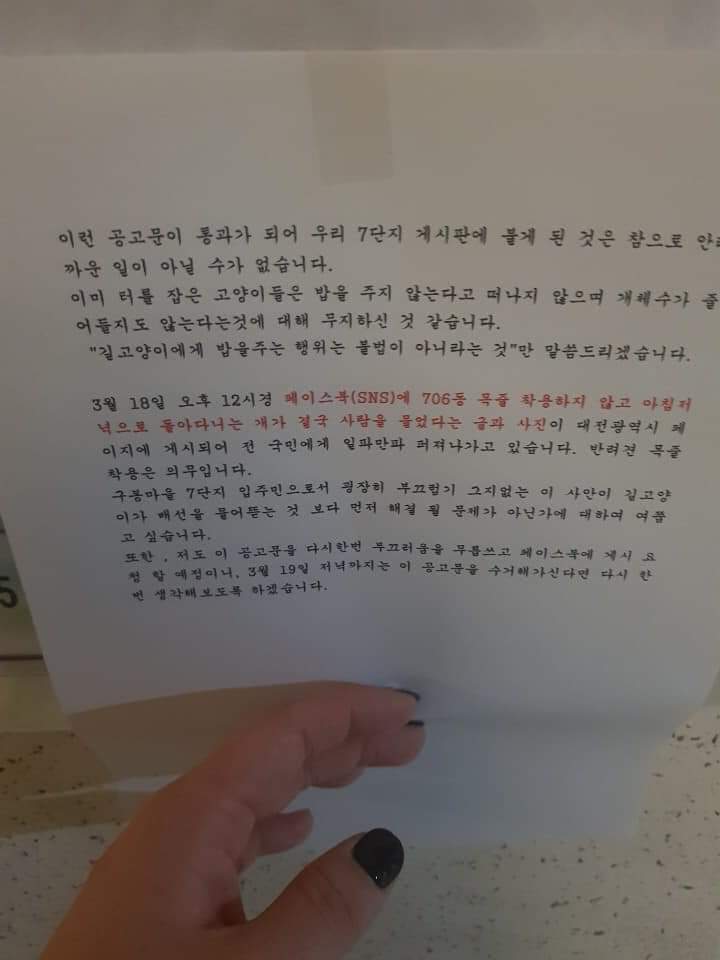 이런 공고문이 통과가 되어 우리 7단지 게시판에 붙게 된 것은 참으로
까운 일이 아닐 수가 없습니다.
이미 터를 잡은 고양이들은 밥을 주지 않는다고 떠나지 않으며 개체수가 줄
어들지도 않는다는것에 대해 무지하신 것 같습니다.
"길고양이에게 밥을주는 행위는 불법이 아니라는 것"만 말씀드리겠습니다.
3월 18일 오후 12시경 페이스북(SNS)에 706동 목줄 착용하지 않고 아침저
녁으로 돌아다니는 개가 결국 사람을 물었다는 글과 사진이 대전광역시 페
이지에 게시되어 전 국민에게 일파만파 퍼져나가고 있습니다. 반려견 목줄
착용은 의무입니다.
구봉마을 7단지 입주민으로서 굉장히 부끄럽기 그지없는 이 사안이 길고양
이가 배선을 물어뜯는 것 보다 먼저 해결 될 문제가 아닌가에 대하여 여쭙
고 싶습니다.
또한 , 저도 이 공고문을 다시한번 부끄러움을 무릅쓰고 페이스북에 게시 요
청 할 예정이니, 3월 19일 저녁까지는 이 공고문을 수거해가신다면 다시 한
번 생각해보도록 하겠습니다.
5